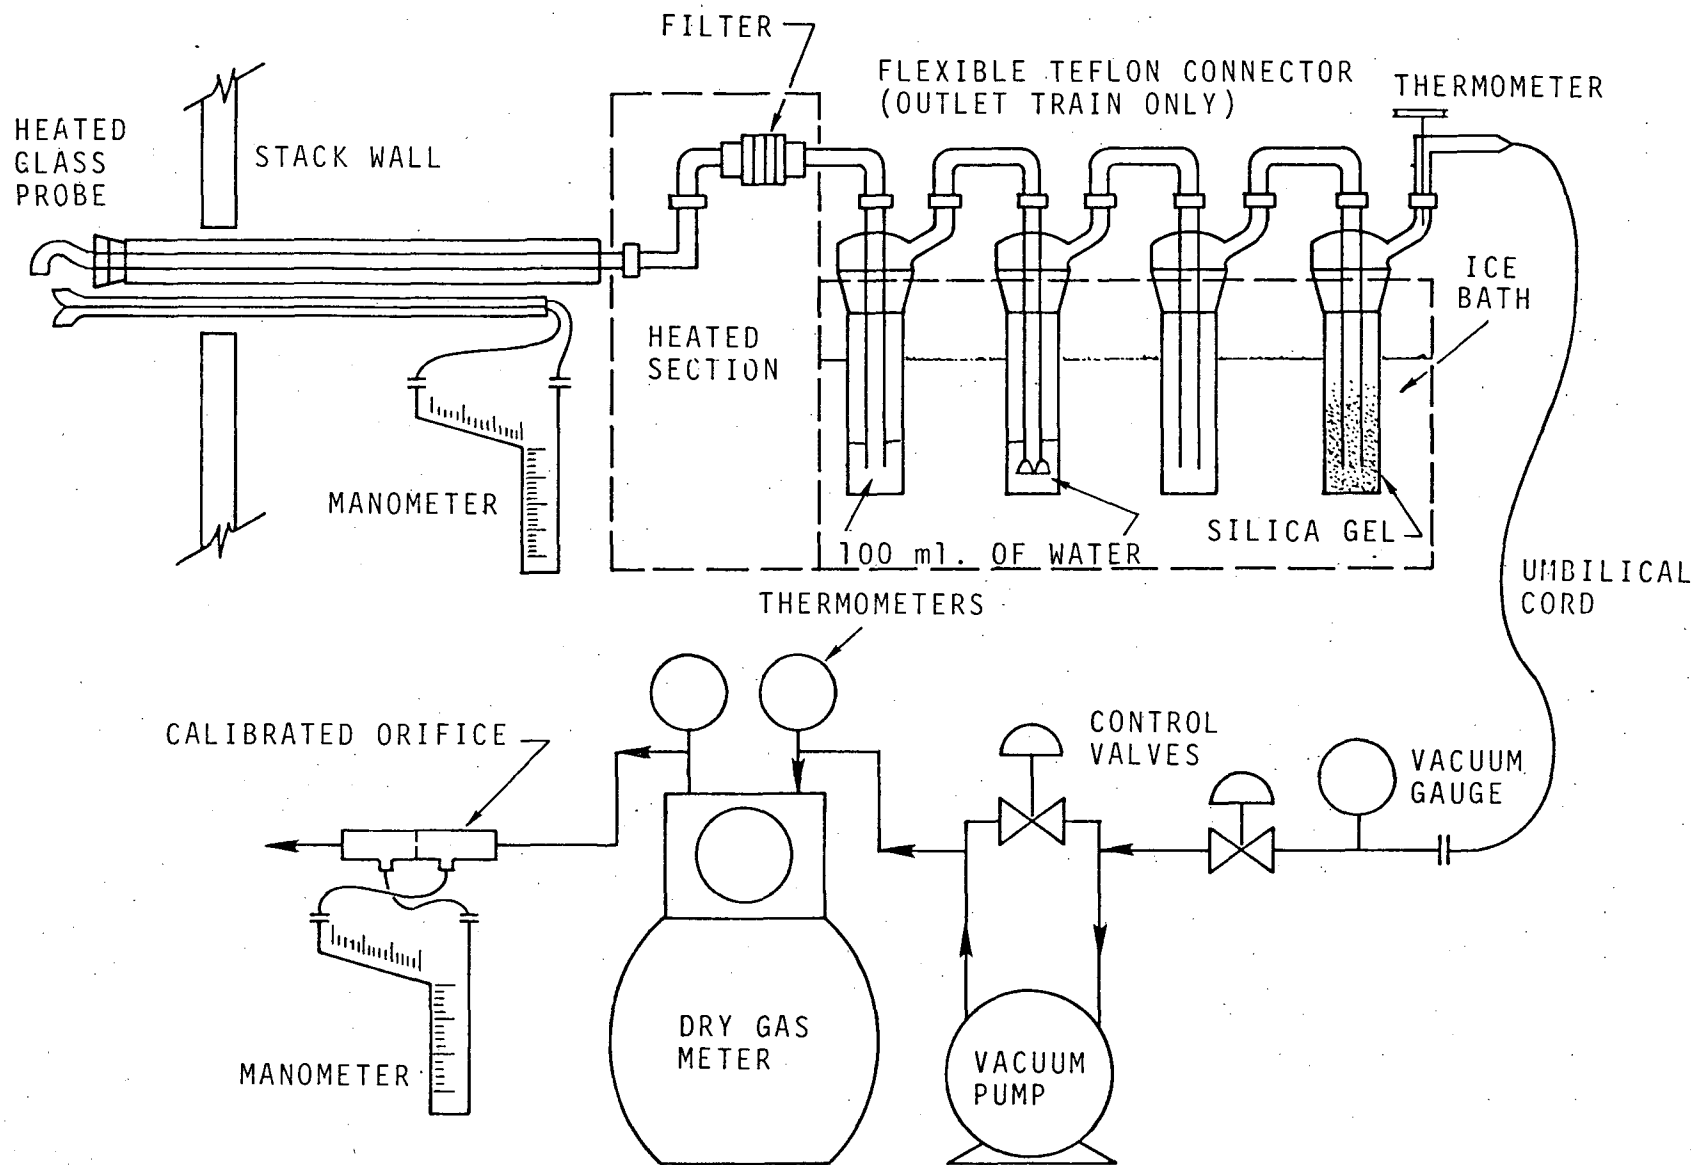 FILTER
FLEXIBLE TEFLON CONNECTOR
(OUTLET TRAIN ONLY)
THERMOMETER
HEATED
GLASS
PROBE
STACK WALL
ICE
BATH
HEATED
SECTION
MANOMETER
100 ml. OF WATER
SILICA GEL
UMBILICAL
CORD
THERMOMETERS
CALIBRATED ORIFICE
CONTROL
VALVES
VACUUM
GAUGE
DRY GAS
METER
VACUUM
PUMP
MANOMETER